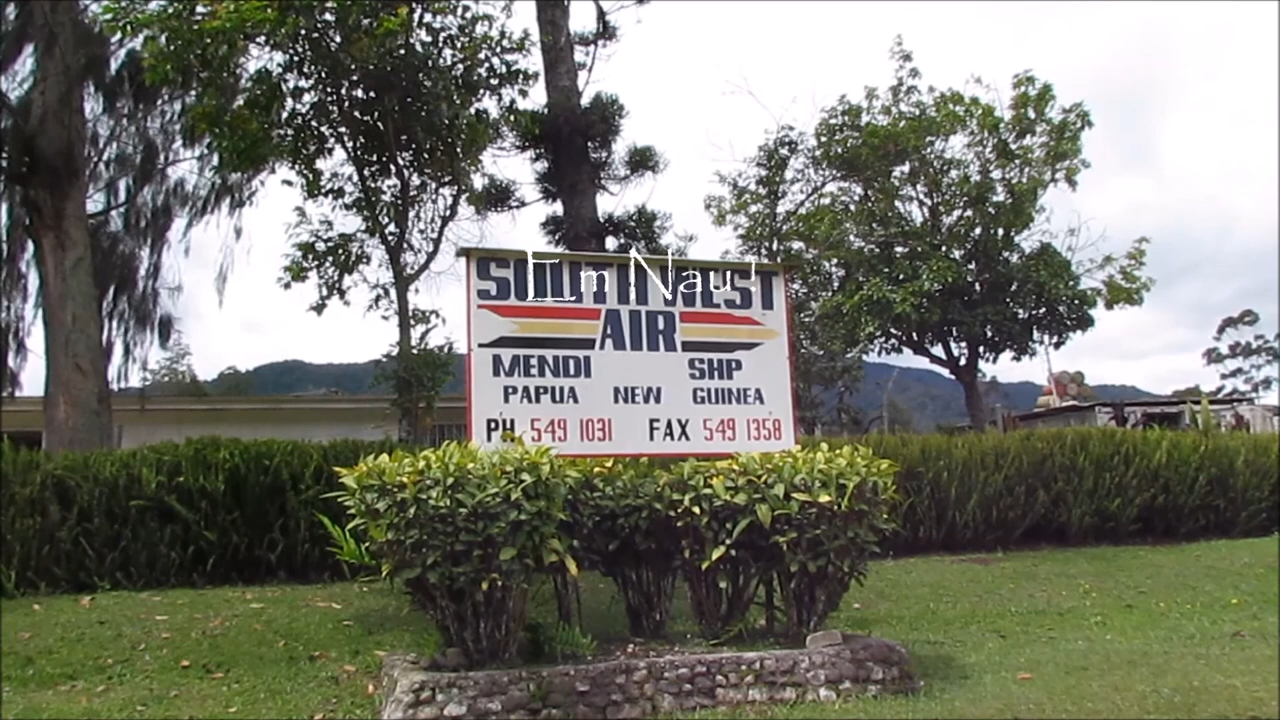 SOUTH WEST
Em Nau!
AIR
MENDI SHP
PAPUA NEW GUINEA
PH 549 1031 FAX 549 1358